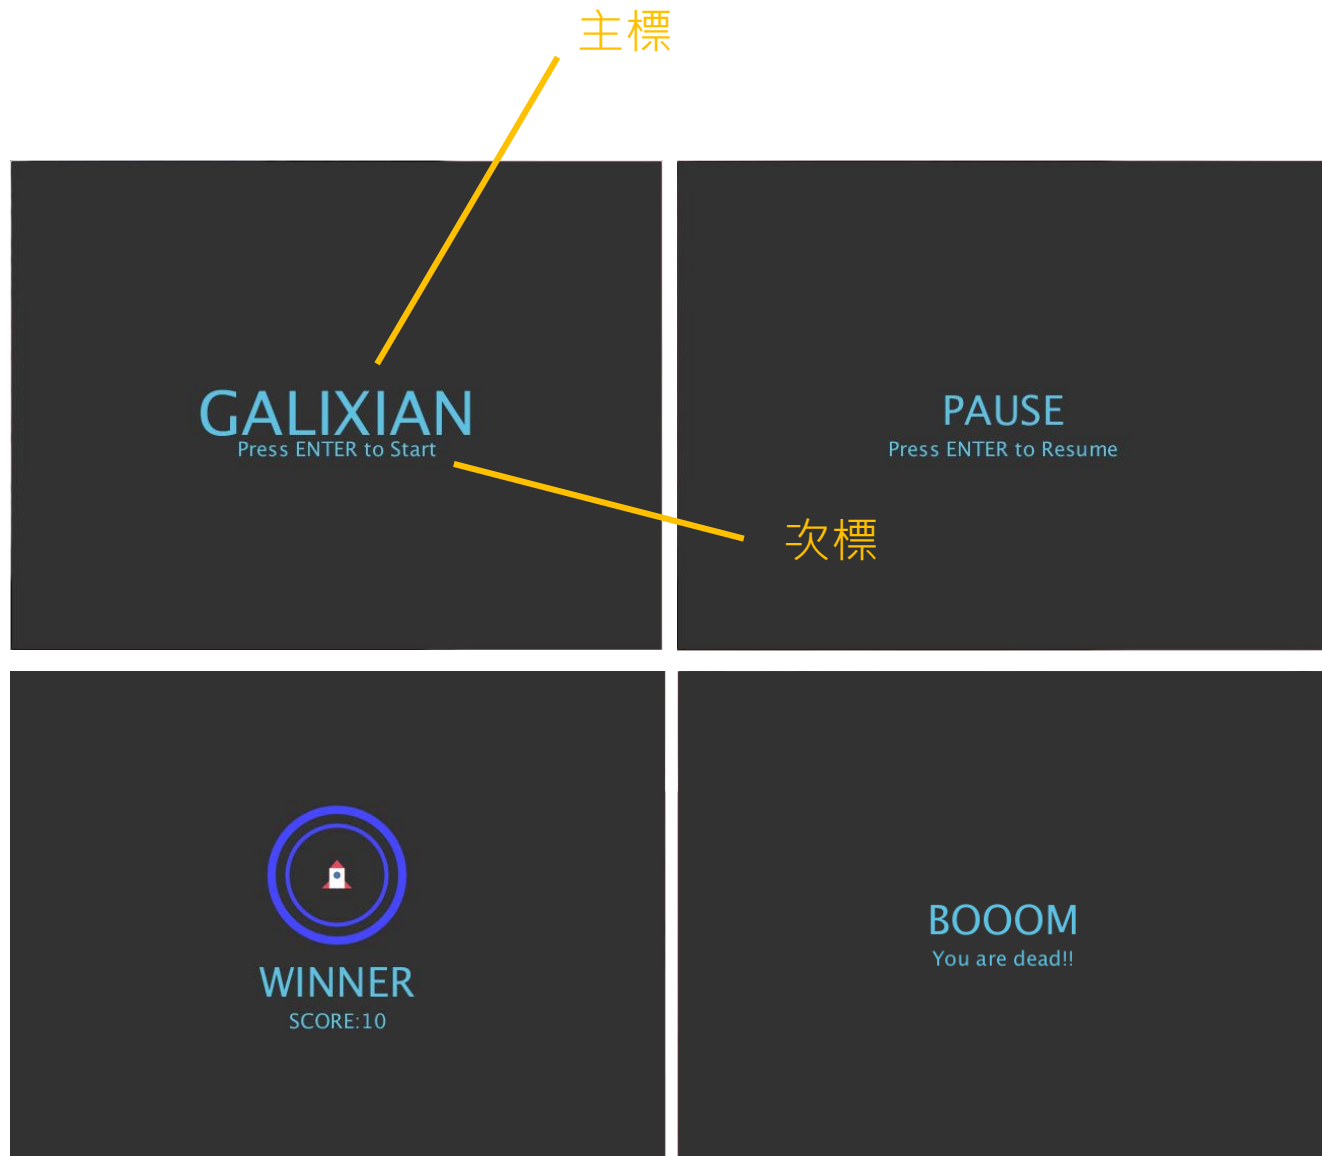 主標
GALIXIAN
Press ENTER to Start
PAUSE
Press ENTER to Resume
次標
WINNER
SCORE:10
BOOOM
You are dead!!